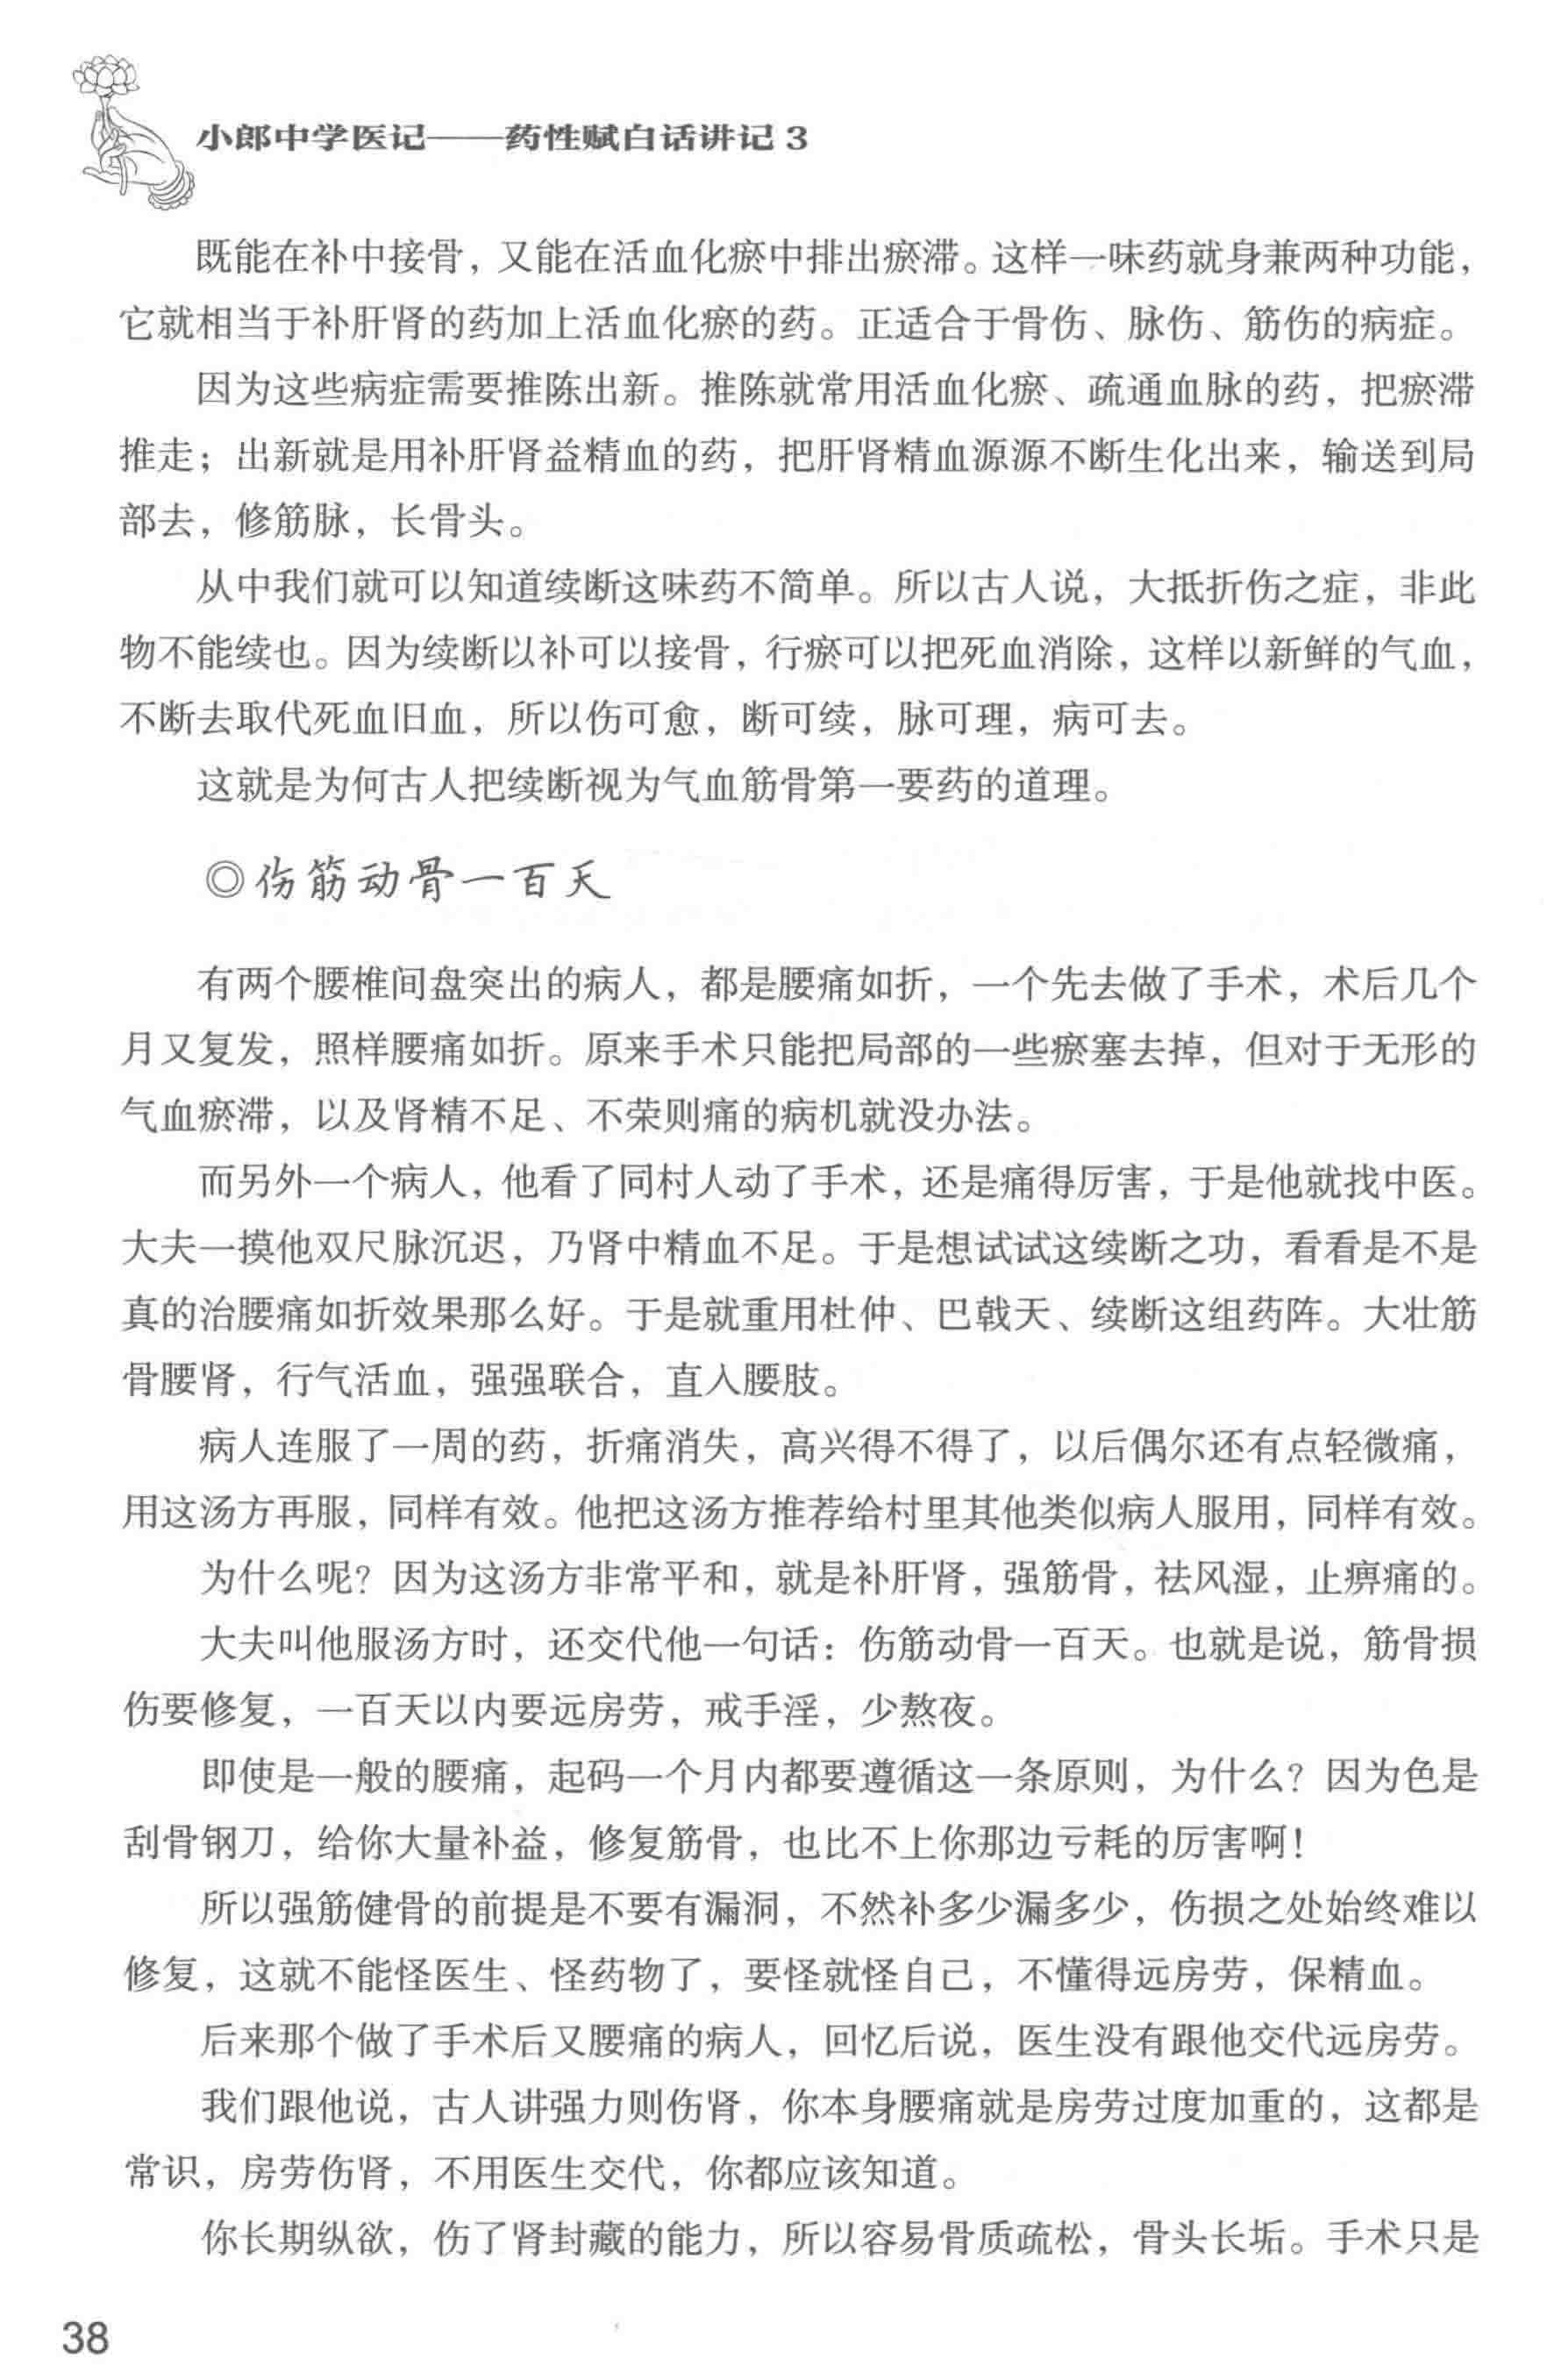 小郎中学医记——药性赋白话讲记3
既能在补中接骨，又能在活血化瘀中排出瘀滞。这样一味药就身兼两种功能，
它就相当于补肝肾的药加上活血化瘀的药。正适合于骨伤、脉伤、筋伤的病症。
因为这些病症需要推陈出新。推陈就常用活血化瘀、疏通血脉的药，把瘀滞
推走；出新就是用补肝肾益精血的药，把肝肾精血源源不断生化出来，输送到局
部去，修筋脉，长骨头。
从中我们就可以知道续断这味药不简单。所以古人说，大抵折伤之症，非此
物不能续也。因为续断以补可以接骨，行瘀可以把死血消除，这样以新鲜的气血，
不断去取代死血旧血，所以伤可愈，断可续，脉可理，病可去。
这就是为何古人把续断视为气血筋骨第一要药的道理。
◎伤筋动骨一百天
有两个腰椎间盘突出的病人，都是腰痛如折，一个先去做了手术，术后几个
月又复发，照样腰痛如折。原来手术只能把局部的一些瘀塞去掉，但对于无形的
气血瘀滞，以及肾精不足、不荣则痛的病机就没办法。
而另外一个病人，他看了同村人动了手术，还是痛得厉害，于是他就找中医。
大夫一摸他双尺脉沉迟，乃肾中精血不足。于是想试试这续断之功，看看是不是
真的治腰痛如折效果那么好。于是就重用杜仲、巴戟天、续断这组药阵。大壮筋
骨腰肾，行气活血，强强联合，直入腰肢。
病人连服了一周的药，折痛消失，高兴得不得了，以后偶尔还有点轻微痛，
用这汤方再服，同样有效。他把这汤方推荐给村里其他类似病人服用，同样有效。
为什么呢？因为这汤方非常平和，就是补肝肾，强筋骨，祛风湿，止痹痛的。
大夫叫他服汤方时，还交代他一句话：伤筋动骨一百天。也就是说，筋骨损
伤要修复，一百天以内要远房劳，戒手淫，少熬夜。
即使是一般的腰痛，起码一个月内都要遵循这一条原则，为什么？因为色是
刮骨钢刀，给你大量补益，修复筋骨，也比不上你那边亏耗的厉害啊！
所以强筋健骨的前提是不要有漏洞，不然补多少漏多少，伤损之处始终难以
修复，这就不能怪医生、怪药物了，要怪就怪自己，不懂得远房劳，保精血。
后来那个做了手术后又腰痛的病人，回忆后说，医生没有跟他交代远房劳。
我们跟他说，古人讲强力则伤肾，你本身腰痛就是房劳过度加重的，这都是
常识，房劳伤肾，不用医生交代，你都应该知道。
你长期纵欲，伤了肾封藏的能力，所以容易骨质疏松，骨头长垢。手术只是
38